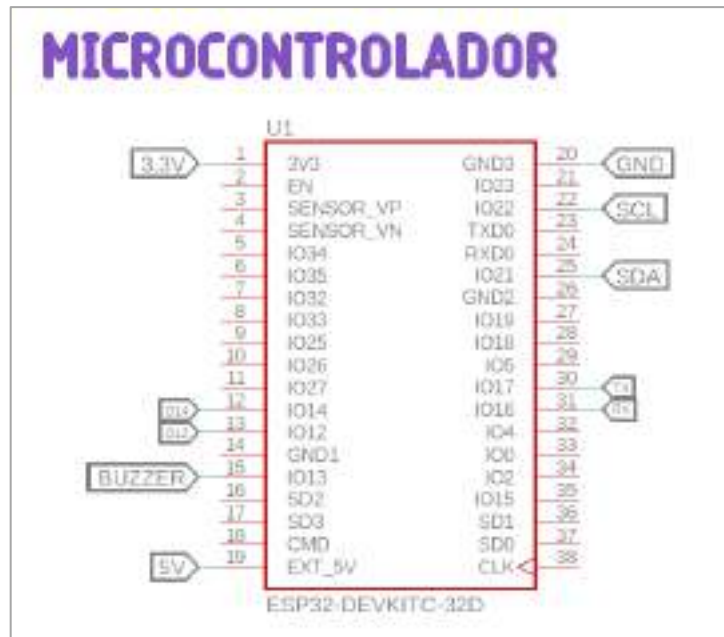 MICROCONTROLADOR
U1
3.3V 1 3V3 GND3 20 GND
2 EN IO23 21
3 SENSOR_VP IO22 22 SCL
4 SENSOR_VN TXD0 23
5 IO34 RXD0 24
6 IO35 IO21 25 SDA
7 IO32 GND2 26
8 IO33 IO19 27
9 IO25 IO18 28
10 IO26 IO5 29
11 IO27 IO17 30 TX
12 IO14 IO16 31 RX
13 IO12 IO4 32
14 GND1 IO0 33
BUZZER 15 IO13 IO2 34
16 SD2 IO15 35
17 SD3 SD1 36
18 CMD SD0 37
5V 19 EXT_5V CLK 38
ESP32-DEVKITC-32D